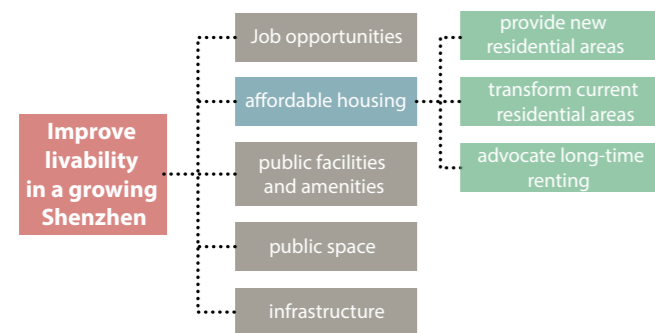 Improve
livability
in a growing
Shenzhen
Job opportunities
affordable housing
public facilities
and amenities
public space
infrastructure
provide new
residential areas
transform current
residential areas
advocate long-time
renting